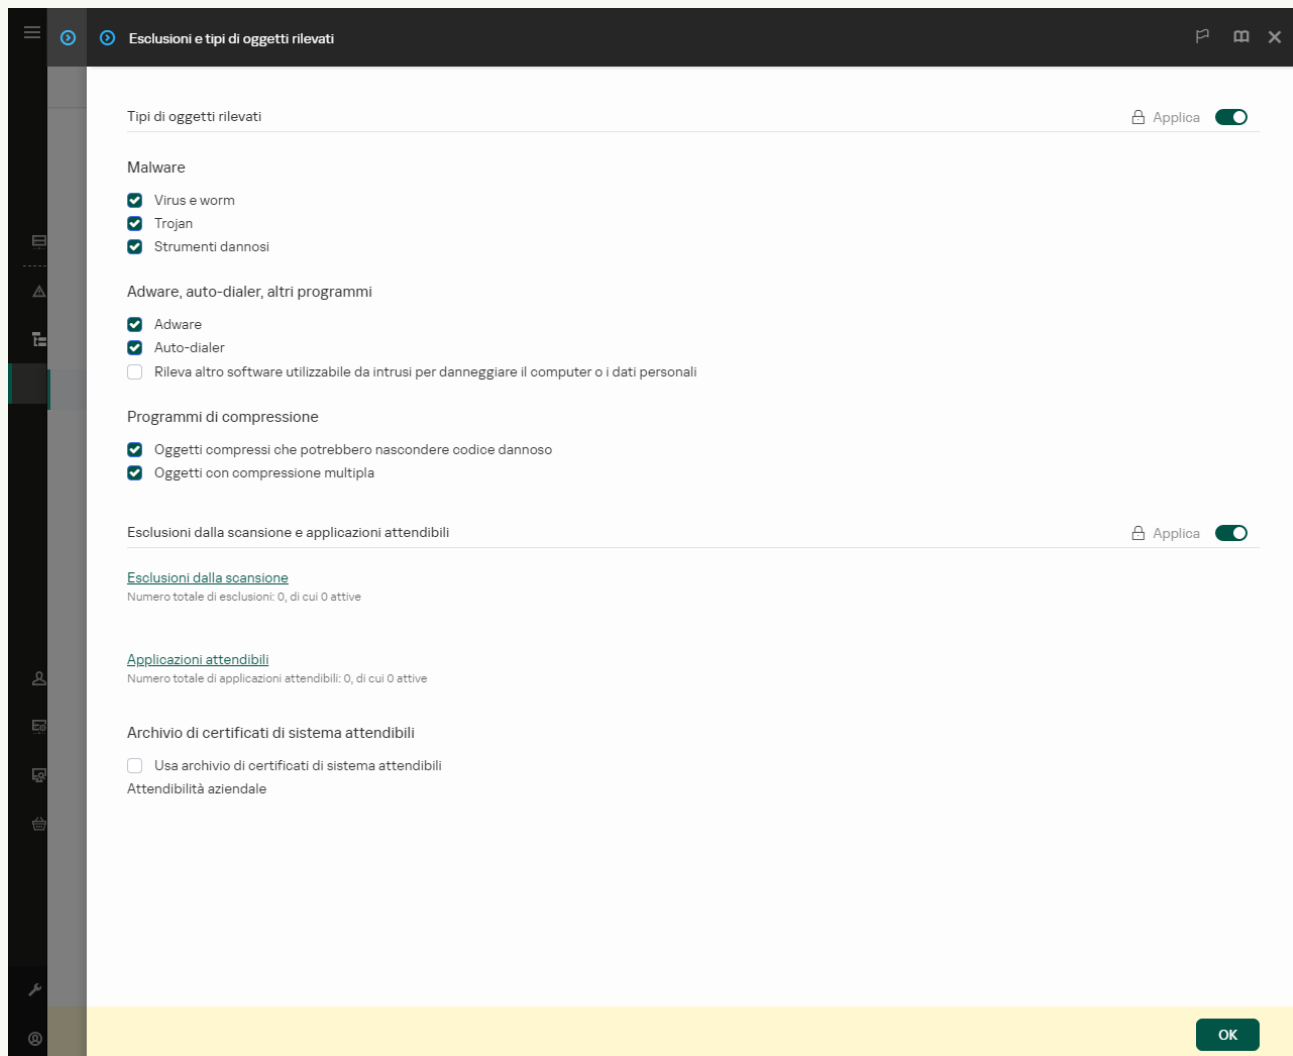 Esclusioni e tipi di oggetti rilevati
Tipi di oggetti rilevati
Applica
Malware
Virus e worm
Trojan
Strumenti dannosi
Adware, auto-dialer, altri programmi
Adware
Auto-dialer
Rileva altro software utilizzabile da intrusi per danneggiare il computer o i dati personali
Programmi di compressione
Oggetti compressi che potrebbero nascondere codice dannoso
Oggetti con compressione multipla
Esclusioni dalla scansione e applicazioni attendibili
Applica
Esclusioni dalla scansione
Numero totale di esclusioni: 0, di cui 0 attive
Applicazioni attendibili
Numero totale di applicazioni attendibili: 0, di cui 0 attive
Archivio di certificati di sistema attendibili
Usa archivio di certificati di sistema attendibili
Attendibilità aziendale
OK